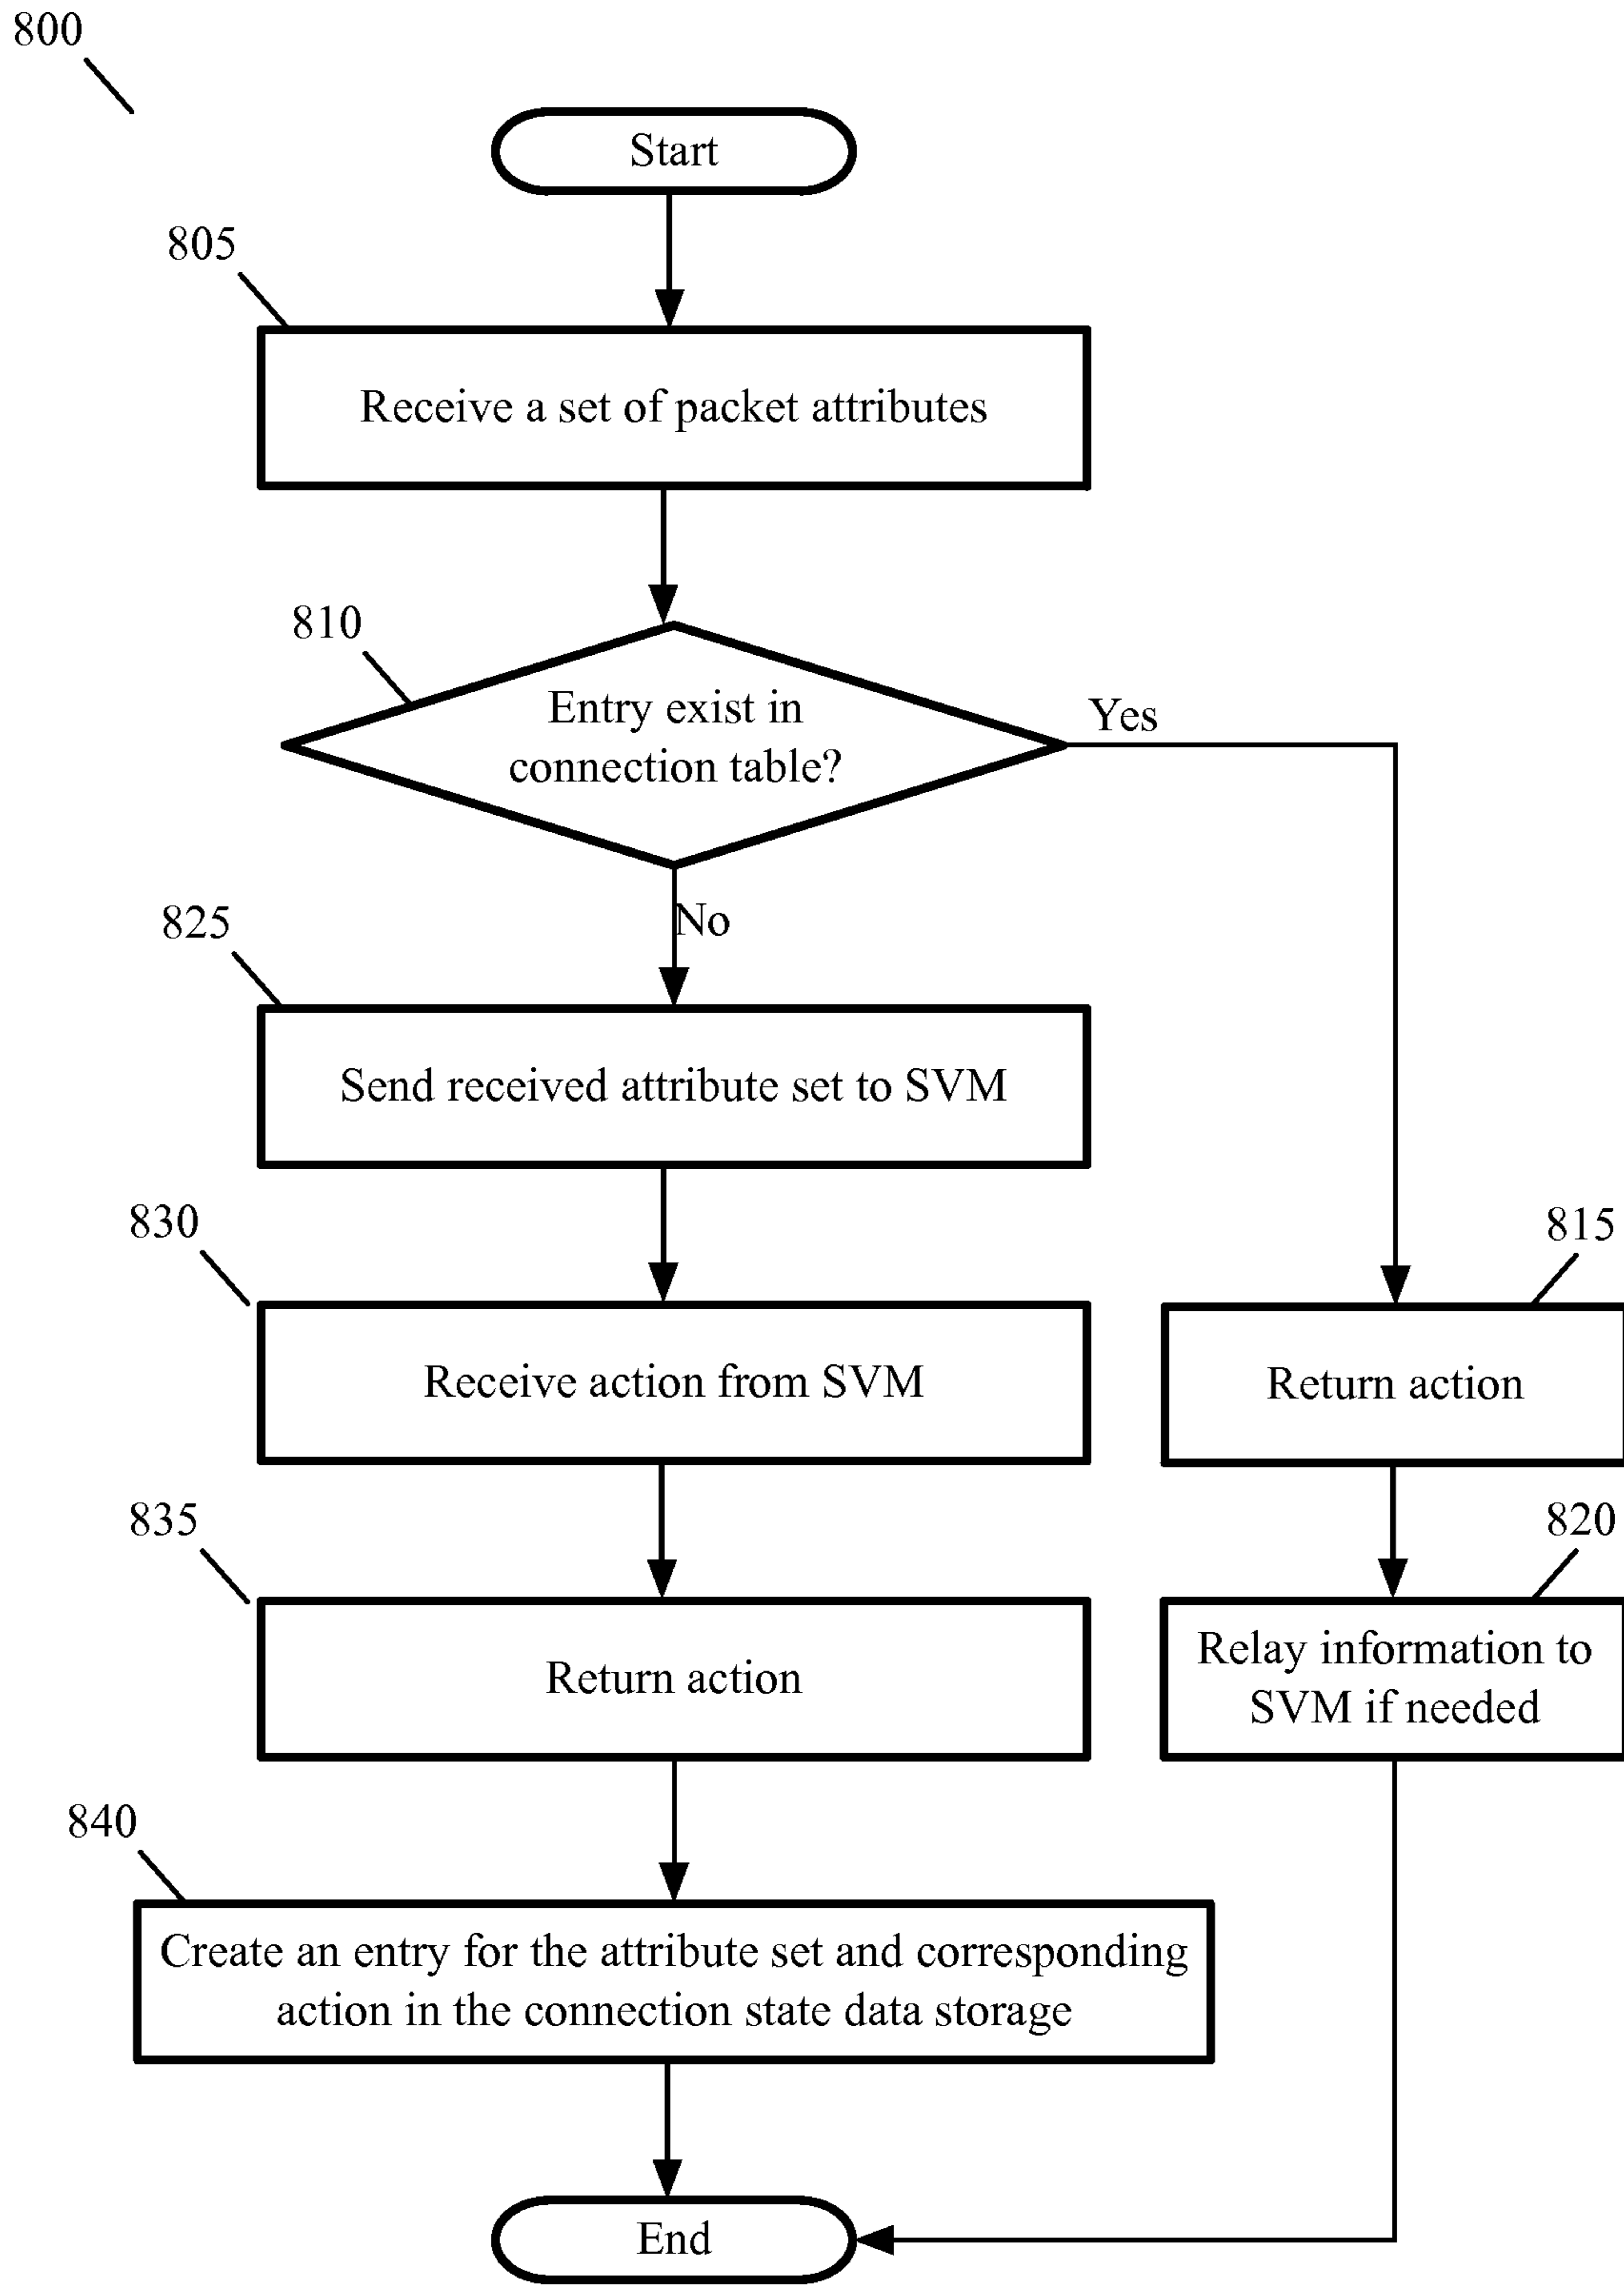 800
Start
805
Receive a set of packet attributes
810
Entry exist in
connection table?
Yes
No
825
Send received attribute set to SVM
830
Receive action from SVM
815
Return action
835
Return action
820
Relay information to
SVM if needed
840
Create an entry for the attribute set and corresponding
action in the connection state data storage
End